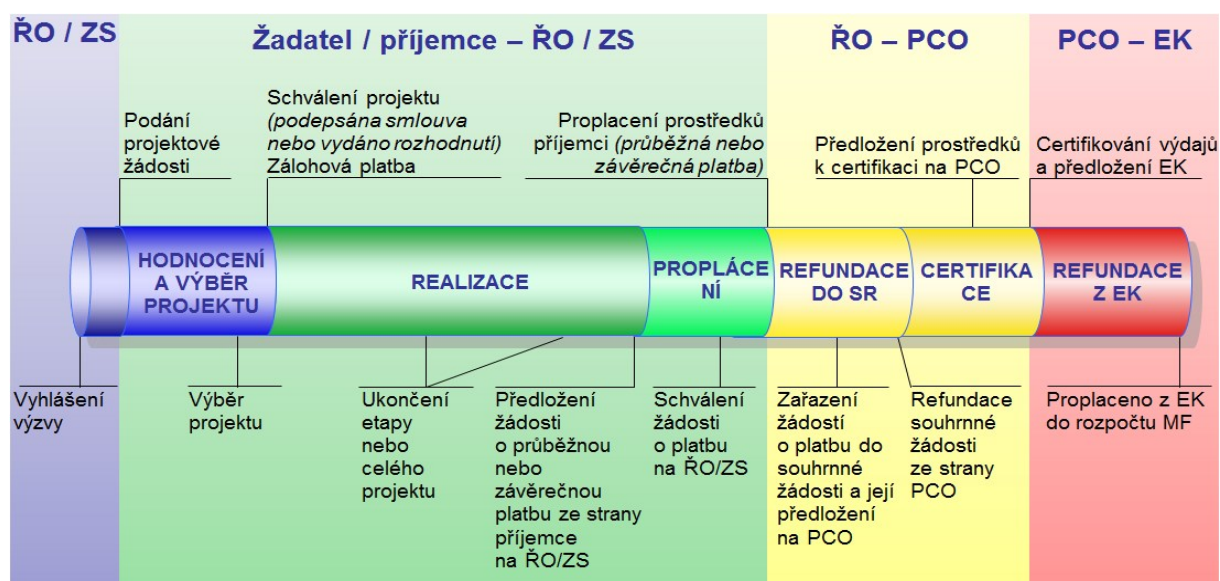 ŘO / ZS
Žadatel / příjemce – ŘO / ZS
ŘO – PCO
PCO – EK
Podání
projektové
žádosti
Schválení projektu
(podepsána smlouva
nebo vydáno rozhodnutí)
Zálohová platba
Proplacení prostředků
příjemci (průběžná nebo
závěrečná platba)
Předložení prostředků
k certifikaci na PCO
Certifikování výdajů
a předložení EK
HODNOCENÍ
A VÝBĚR
PROJEKTU
REALIZACE
PROPLÁCE
NÍ
REFUNDACE
DO SR
CERTIFIKA
CE
REFUNDACE
Z EK
Vyhlášení
výzvy
Výběr
projektu
Ukončení
etapy
nebo
celého
projektu
Předložení
žádosti
o průběžnou
nebo
závěrečnou
platbu ze strany
příjemce
na ŘO/ZS
Schválení
žádosti
o platbu
na ŘO/ZS
Zařazení
žádostí
o platbu do
souhrnné
žádosti a její
předložení
na PCO
Refundace
souhrnné
žádosti
ze strany
PCO
Proplaceno z EK
do rozpočtu MF